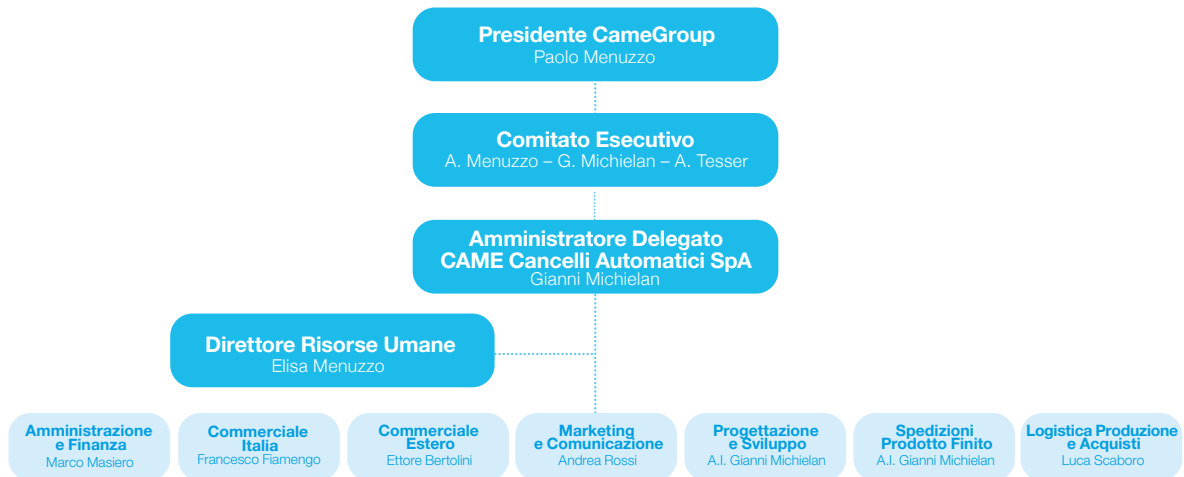 Presidente CameGroup
Paolo Menuzzo
Comitato Esecutivo
A. Menuzzo – G. Michielan – A. Tesser
Amministratore Delegato
CAME Cancelli Automatici SpA
Gianni Michielan
Direttore Risorse Umane
Elisa Menuzzo
Amministrazione
e Finanza
Marco Masiero
Commerciale
Italia
Francesco Fiamengo
Commerciale
Estero
Ettore Bertolini
Marketing
e Comunicazione
Andrea Rossi
Progettazione
e Sviluppo
A.I. Gianni Michielan
Spedizioni
Prodotto Finito
A.I. Gianni Michielan
Logistica Produzione
e Acquisti
Luca Scaboro